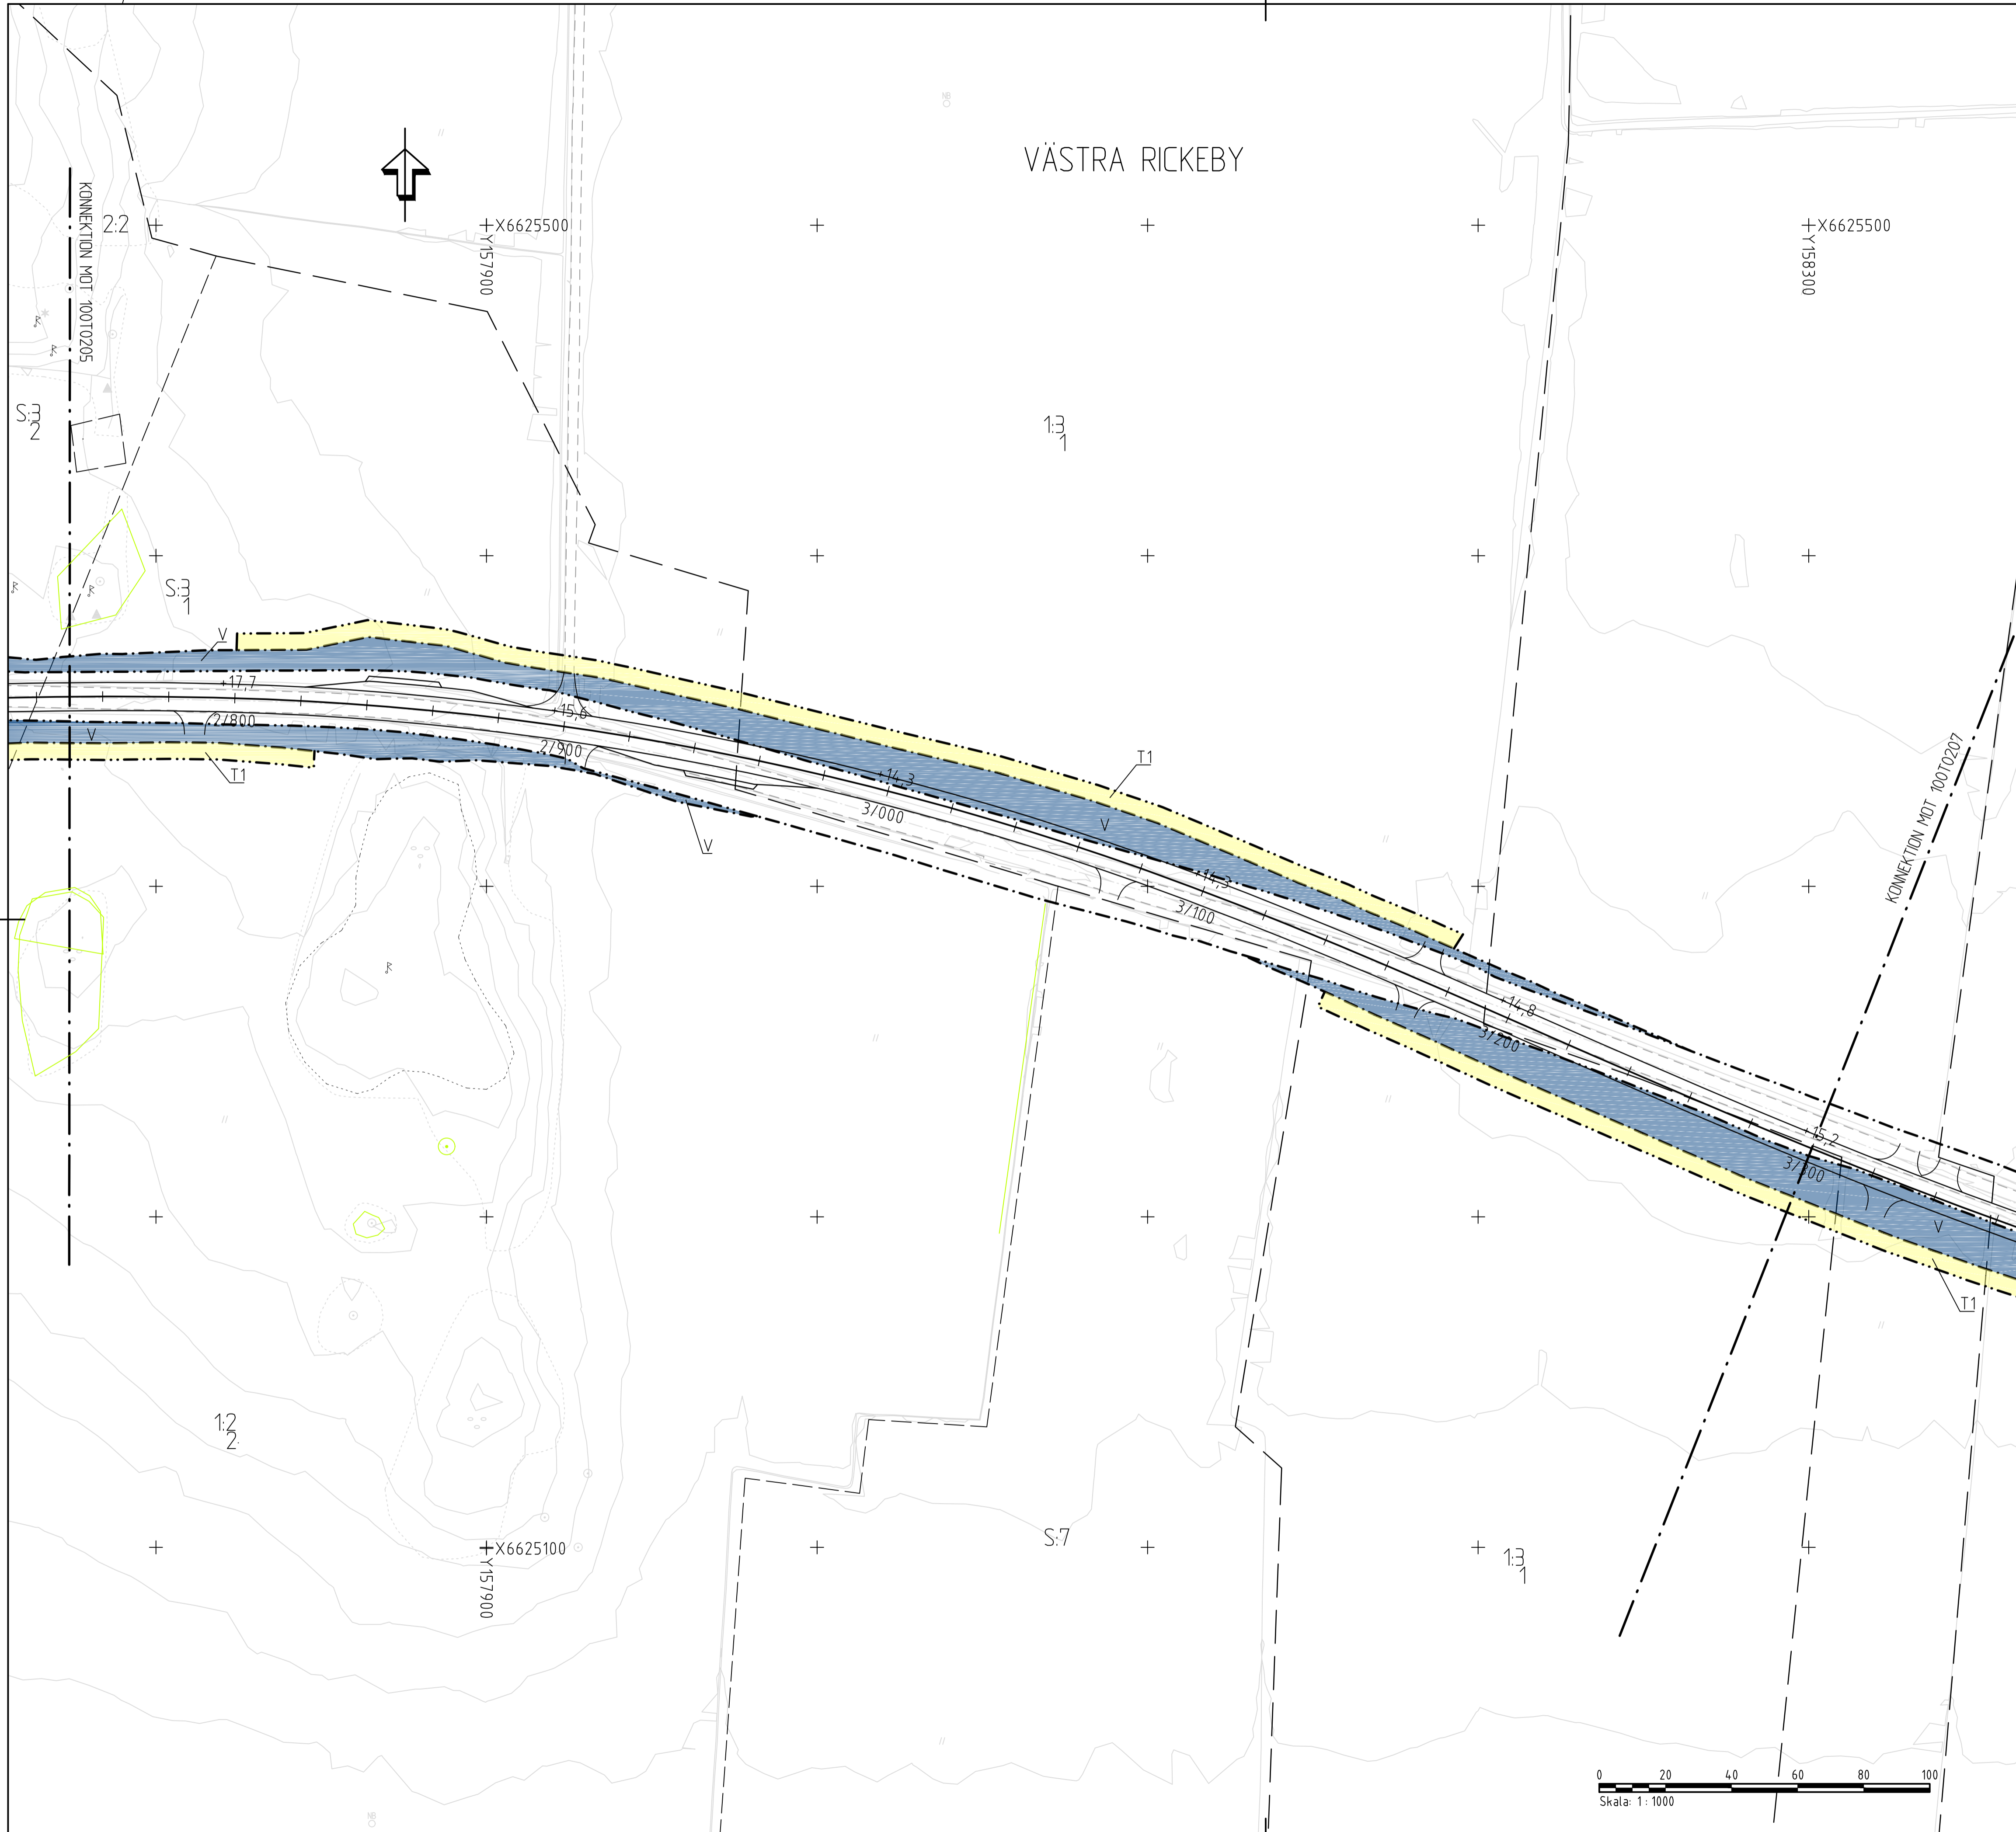 NB
VÄSTRA RICKEBY
KONNEKTION MOT 100T0205
2:2
X6625500
Y157900
X6625500
Y158300
S:3
2
1:3
1
S:3
1
V
T1
+17,7
2/800
V
T1
+15,6
2/900
V
+14,3
3/000
V
+14,3
3/100
KONNEKTION MOT 100T0207
+14,8
3/200
+15,2
3/300
V
V
T1
1:2
2
X6625100
Y157900
S:7
1:3
1
0 20 40 60 80 100
Skala: 1 : 1000
NB